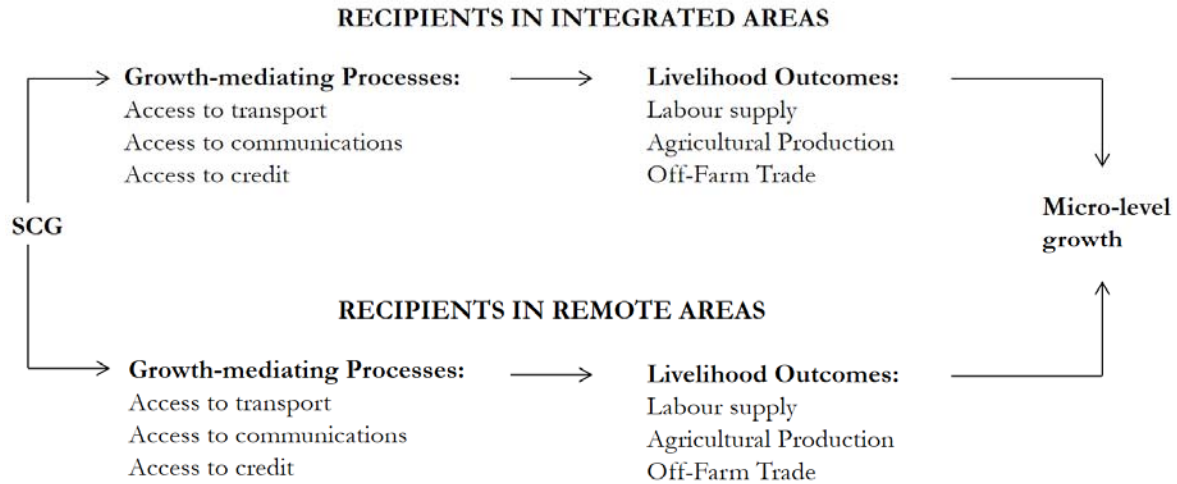 RECIPIENTS IN INTEGRATED AREAS
Growth-mediating Processes:
Access to transport
Access to communications
Access to credit
Livelihood Outcomes:
Labour supply
Agricultural Production
Off-Farm Trade
SCG
Micro-level
growth
RECIPIENTS IN REMOTE AREAS
Growth-mediating Processes:
Access to transport
Access to communications
Access to credit
Livelihood Outcomes:
Labour supply
Agricultural Production
Off-Farm Trade